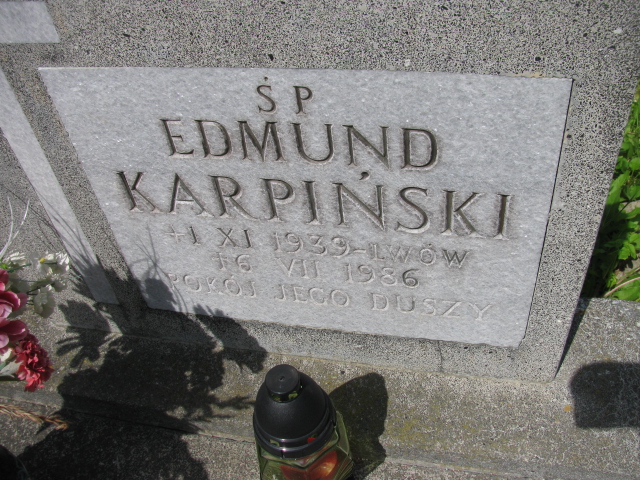 ŚP
EDMUND
KARPIŃSKI
+1 XI 1939-LWÓW
†6 VII 1986
POKÓJ JEGO DUSZY